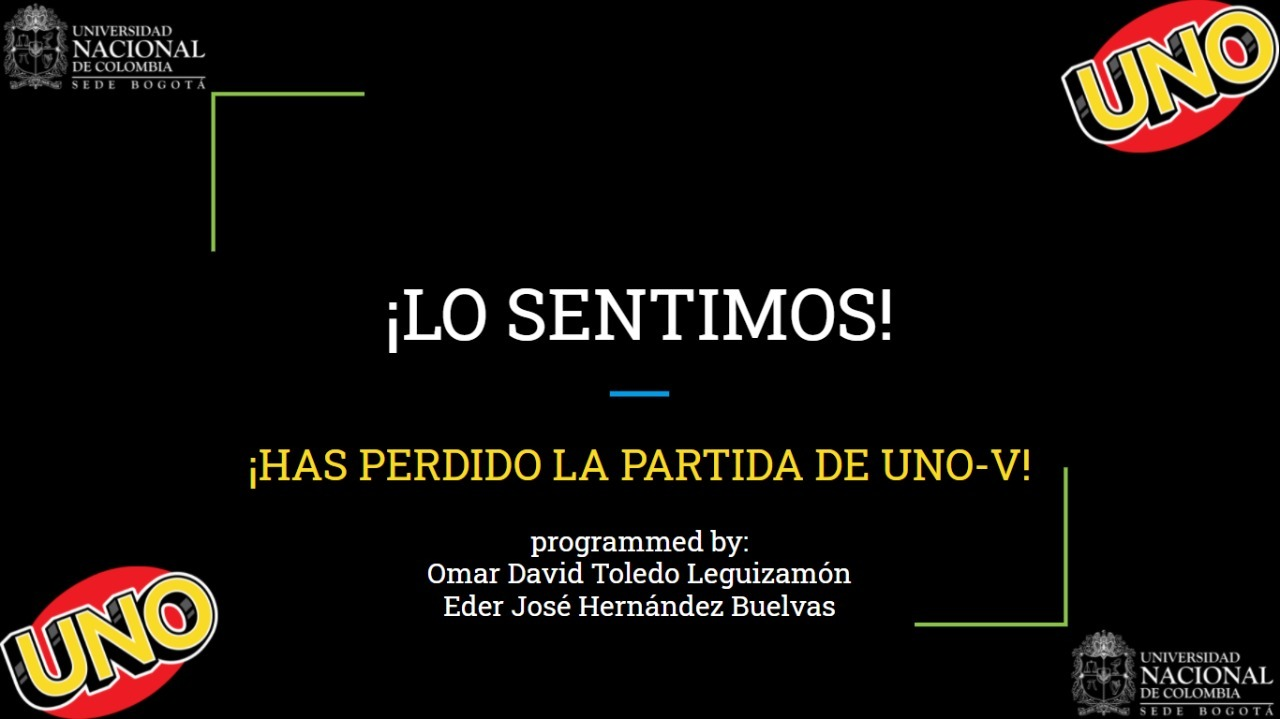 UNIVERSIDAD
NACIONAL
DE COLOMBIA
SEDE BOGOTÁ
UNO
¡LO SENTIMOS!
¡HAS PERDIDO LA PARTIDA DE UNO-V!
programmed by:
Omar David Toledo Leguizamón
Eder José Hernández Buelvas
UNO
UNIVERSIDAD
NACIONAL
DE COLOMBIA
SEDE BOGOTÁ